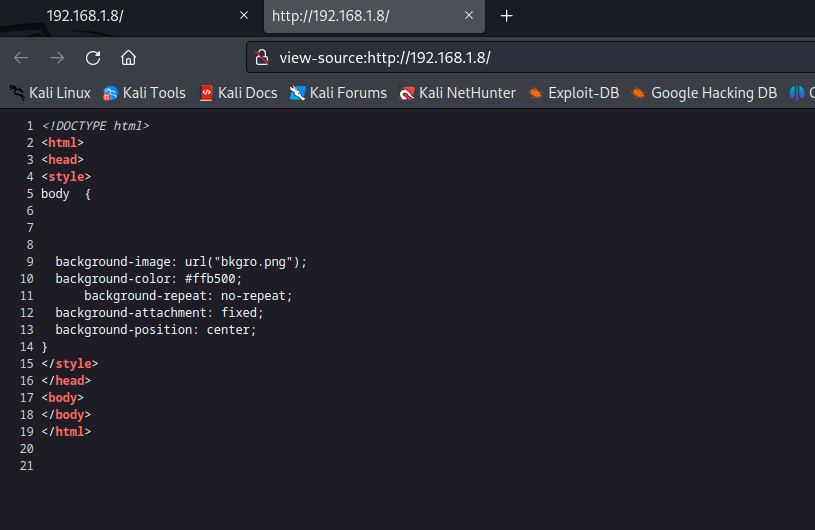 192.168.1.8/
http://192.168.1.8/
view-source:http://192.168.1.8/
Kali Linux Kali Tools Kali Docs Kali Forums Kali NetHunter Exploit-DB Google Hacking DB
1 <!DOCTYPE html>
2 <html>
3 <head>
4 <style>
5 body  {
6
7
8
9   background-image: url("bkgro.png");
10   background-color: #ffb500;
11       background-repeat: no-repeat;
12   background-attachment: fixed;
13   background-position: center;
14 }
15 </style>
16 </head>
17 <body>
18 </body>
19 </html>
20
21